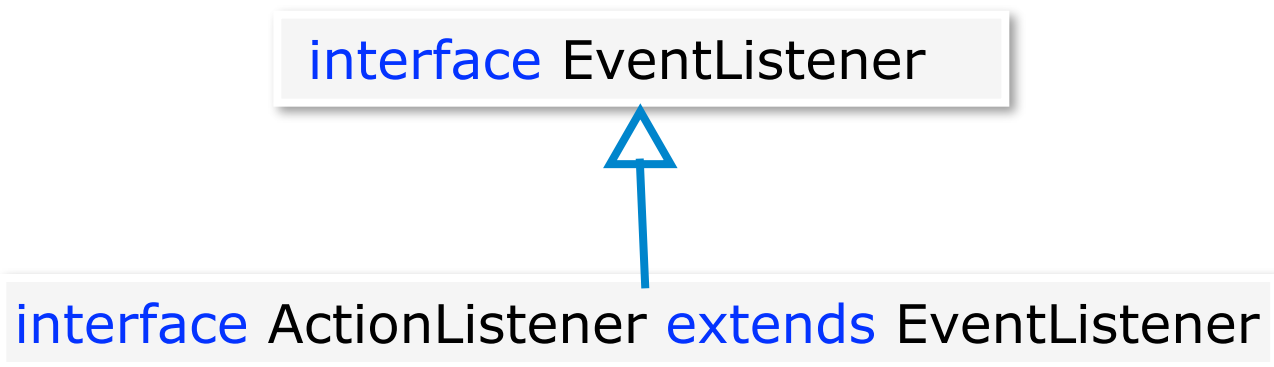 interface EventListener
interface ActionListener extends EventListener